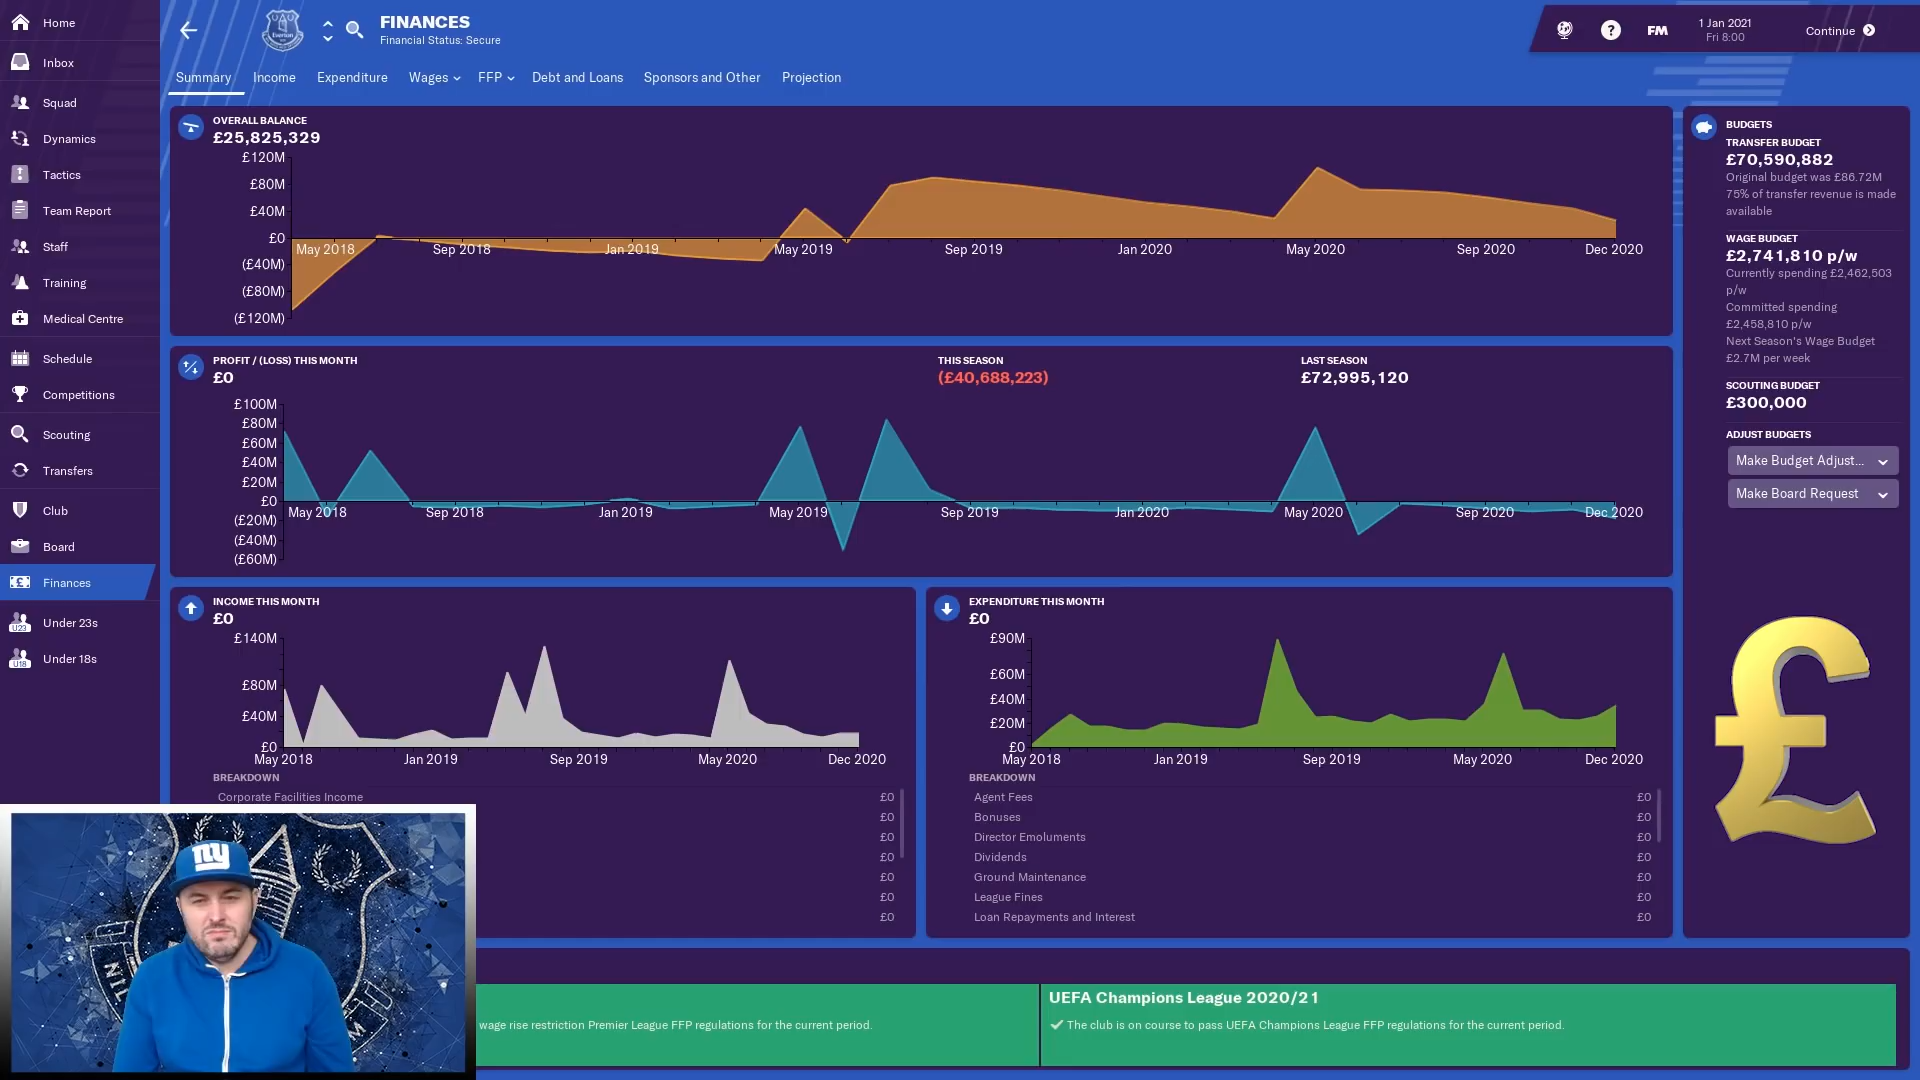 Home
Inbox
Squad
Dynamics
Tactics
Team Report
Staff
Training
Medical Centre
Schedule
Competitions
Scouting
Transfers
Club
Board
Finances
U23
Under 23s
U18
Under 18s
Everton
FINANCES
Financial Status: Secure
?
FM
1 Jan 2021
Fri 8:00
Continue
Summary
Income
Expenditure
Wages
FFP
Debt and Loans
Sponsors and Other
Projection
OVERALL BALANCE
£25,825,329
£120M
£80M
£40M
£0
(£40M)
(£80M)
(£120M)
May 2018
Sep 2018
Jan 2019
May 2019
Sep 2019
Jan 2020
May 2020
Sep 2020
Dec 2020
PROFIT / (LOSS) THIS MONTH
£0
THIS SEASON
(£40,688,223)
LAST SEASON
£72,995,120
£100M
£80M
£60M
£40M
£20M
£0
(£20M)
(£40M)
(£60M)
May 2018
Sep 2018
Jan 2019
May 2019
Sep 2019
Jan 2020
May 2020
Sep 2020
Dec 2020
INCOME THIS MONTH
£0
£140M
£80M
£40M
£0
May 2018
Jan 2019
Sep 2019
May 2020
Dec 2020
BREAKDOWN
Corporate Facilities Income £0
£0
£0
£0
£0
£0
£0
EXPENDITURE THIS MONTH
£0
£90M
£60M
£40M
£20M
£0
May 2018
Jan 2019
Sep 2019
May 2020
Dec 2020
BREAKDOWN
Agent Fees £0
Bonuses £0
Director Emoluments £0
Dividends £0
Ground Maintenance £0
League Fines £0
Loan Repayments and Interest £0
BUDGETS
TRANSFER BUDGET
£70,590,882
Original budget was £86.72M
75% of transfer revenue is made
available
WAGE BUDGET
£2,741,810 p/w
Currently spending £2,462,503
p/w
Committed spending
£2,458,810 p/w
Next Season's Wage Budget
£2.7M per week
SCOUTING BUDGET
£300,000
ADJUST BUDGETS
Make Budget Adjust...
Make Board Request
£
wage rise restriction Premier League FFP regulations for the current period.
UEFA Champions League 2020/21
The club is on course to pass UEFA Champions League FFP regulations for the current period.
ny
NIL